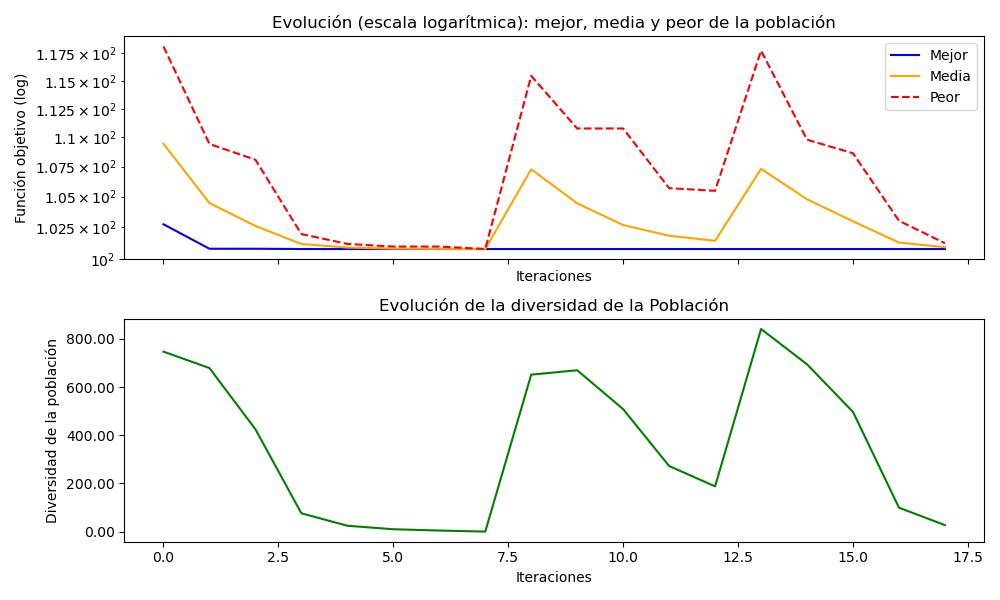 Evolución (escala logarítmica): mejor, media y peor de la población
Función objetivo (log)
1.175 × 10²
1.15 × 10²
1.125 × 10²
1.1 × 10²
1.075 × 10²
1.05 × 10²
1.025 × 10²
10²
Mejor
Media
Peor
Iteraciones
Evolución de la diversidad de la Población
Diversidad de la población
800.00
600.00
400.00
200.00
0.00
0.0 2.5 5.0 7.5 10.0 12.5 15.0 17.5
Iteraciones